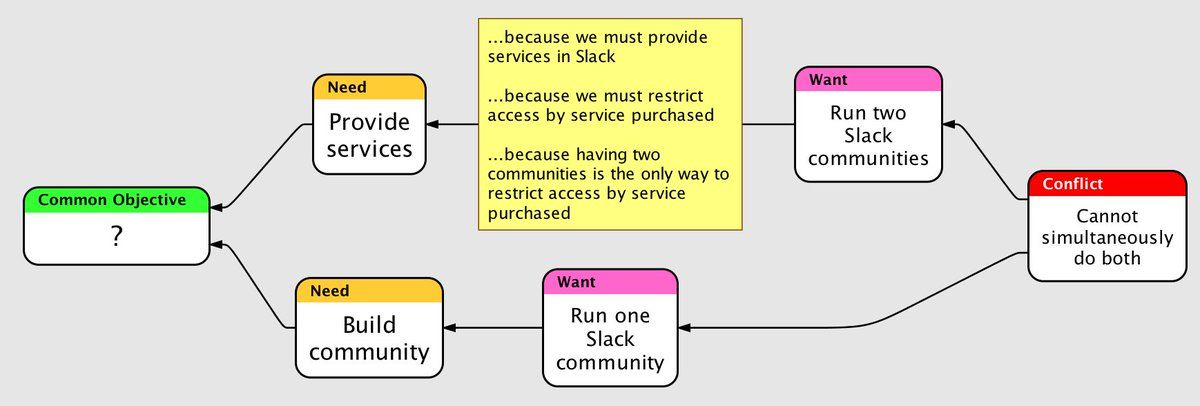 Need
Provide
services
…because we must provide
services in Slack
…because we must restrict
access by service purchased
…because having two
communities is the only way to
restrict access by service
purchased
Want
Run two
Slack
communities
Conflict
Cannot
simultaneously
do both
Common Objective
?
Need
Build
community
Want
Run one
Slack
community